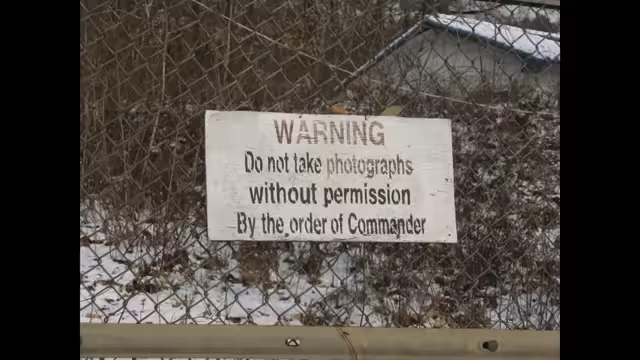 WARNING
Do not take photographs
without permission
By the order of Commander